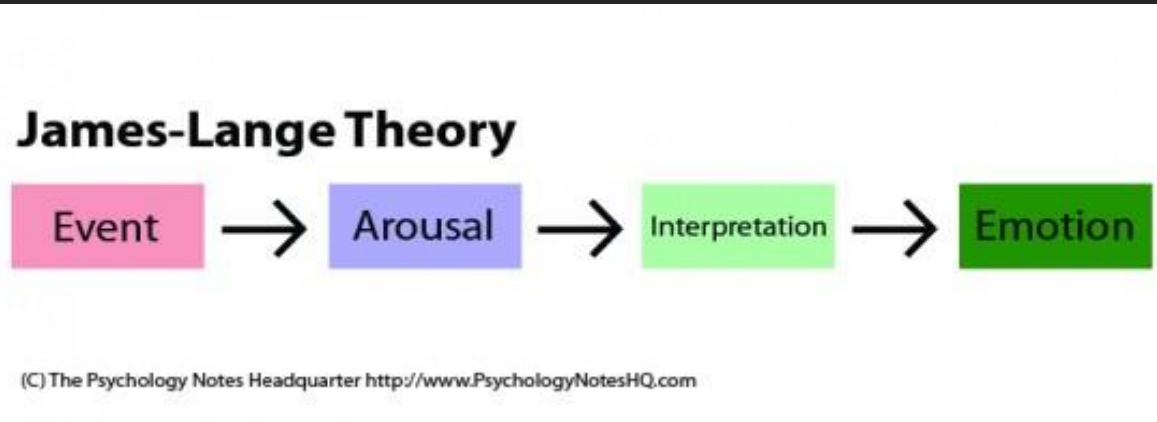 James-Lange Theory
Event → Arousal → Interpretation → Emotion
(C) The Psychology Notes Headquarter http://www.PsychologyNotesHQ.com